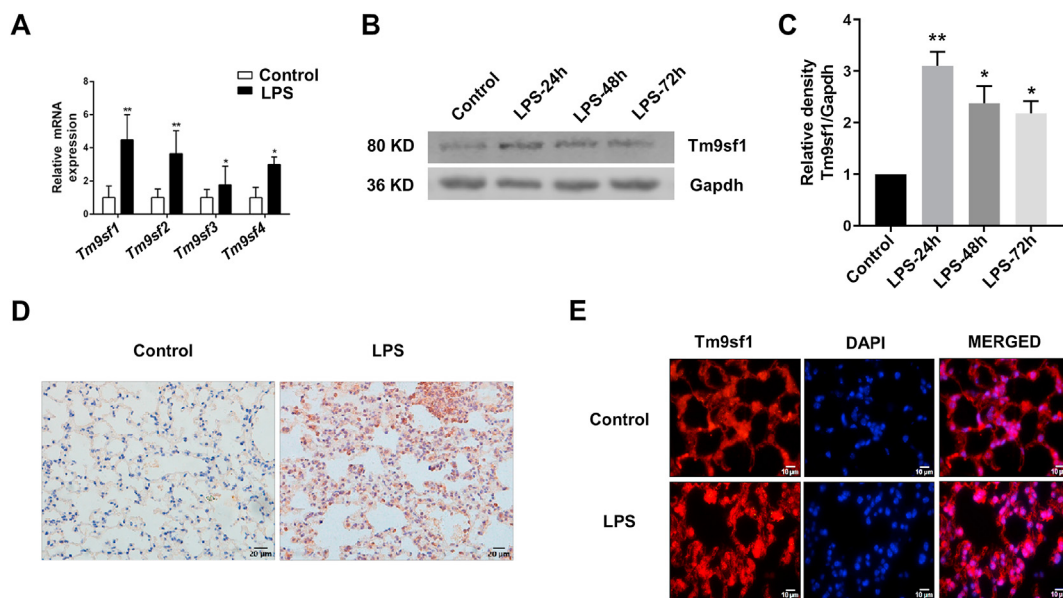 A
Relative mRNA
expression
8
6
4
2
0
Control
LPS
**
**
*
*
Tm9sf1
Tm9sf2
Tm9sf3
Tm9sf4
B
Control
LPS-24h
LPS-48h
LPS-72h
80 KD
Tm9sf1
36 KD
Gapdh
C
Relative density
Tm9sf1/Gapdh
4
3
2
1
0
**
*
*
Control
LPS-24h
LPS-48h
LPS-72h
D
Control
LPS
20 μm
20 μm
E
Tm9sf1
DAPI
MERGED
Control
10 μm
10 μm
10 μm
LPS
10 μm
10 μm
10 μm